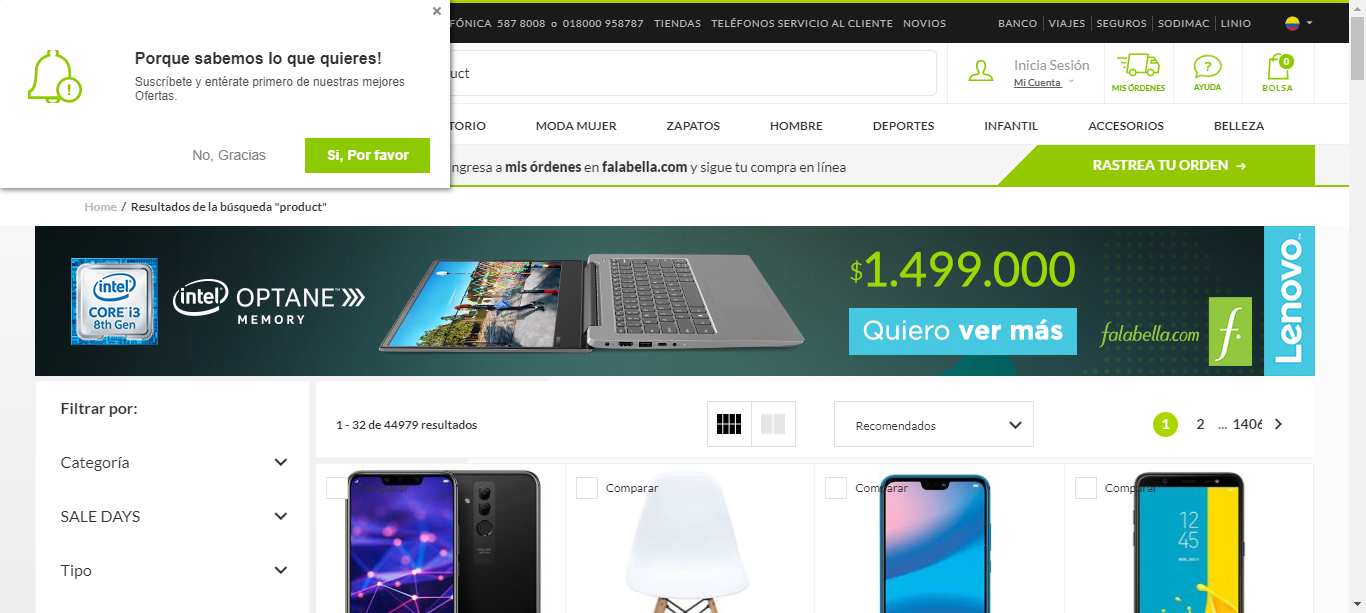 ×
Porque sabemos lo que quieres!
Suscríbete y entérate primero de nuestras mejores
Ofertas.
No, Gracias
Si, Por favor
FÓNICA 587 8008 o 018000 958787 TIENDAS TELÉFONOS SERVICIO AL CLIENTE NOVIOS
BANCO VIAJES SEGUROS SODIMAC LINIO
uct
Inicia Sesión
Mi Cuenta
MIS ÓRDENES
?
AYUDA
0
BOLSA
TORIO MODA MUJER ZAPATOS HOMBRE DEPORTES INFANTIL ACCESORIOS BELLEZA
ngresa a mis órdenes en falabella.com y sigue tu compra en línea
RASTREA TU ORDEN →
Home / Resultados de la búsqueda "product"
intel
CORE i3
8th Gen
intel OPTANE™
MEMORY
$1.499.000
Quiero ver más
falabella.com
f.
Lenovo™
Filtrar por:
Categoría
SALE DAYS
Tipo
1 - 32 de 44979 resultados
Recomendados
1 2 ... 1406
Comparar
Comparar
Comparar
Comparar
12
45